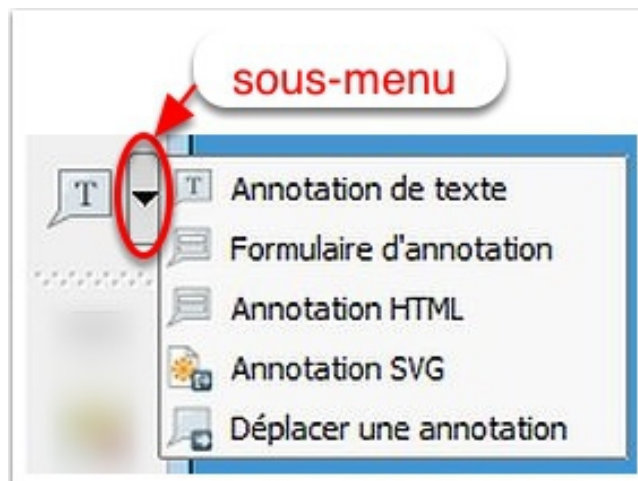 sous-menu
T
T Annotation de texte
Formulaire d'annotation
Annotation HTML
Annotation SVG
Déplacer une annotation